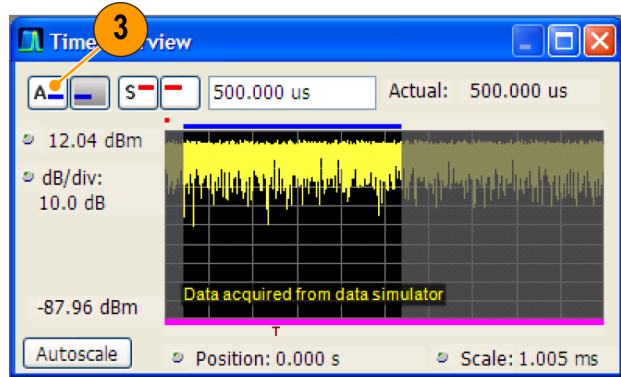 3
Time
view
A
S
500.000 us
Actual: 500.000 us
12.04 dBm
dB/div:
10.0 dB
Data acquired from data simulator
-87.96 dBm
T
Autoscale
Position: 0.000 s
Scale: 1.005 ms